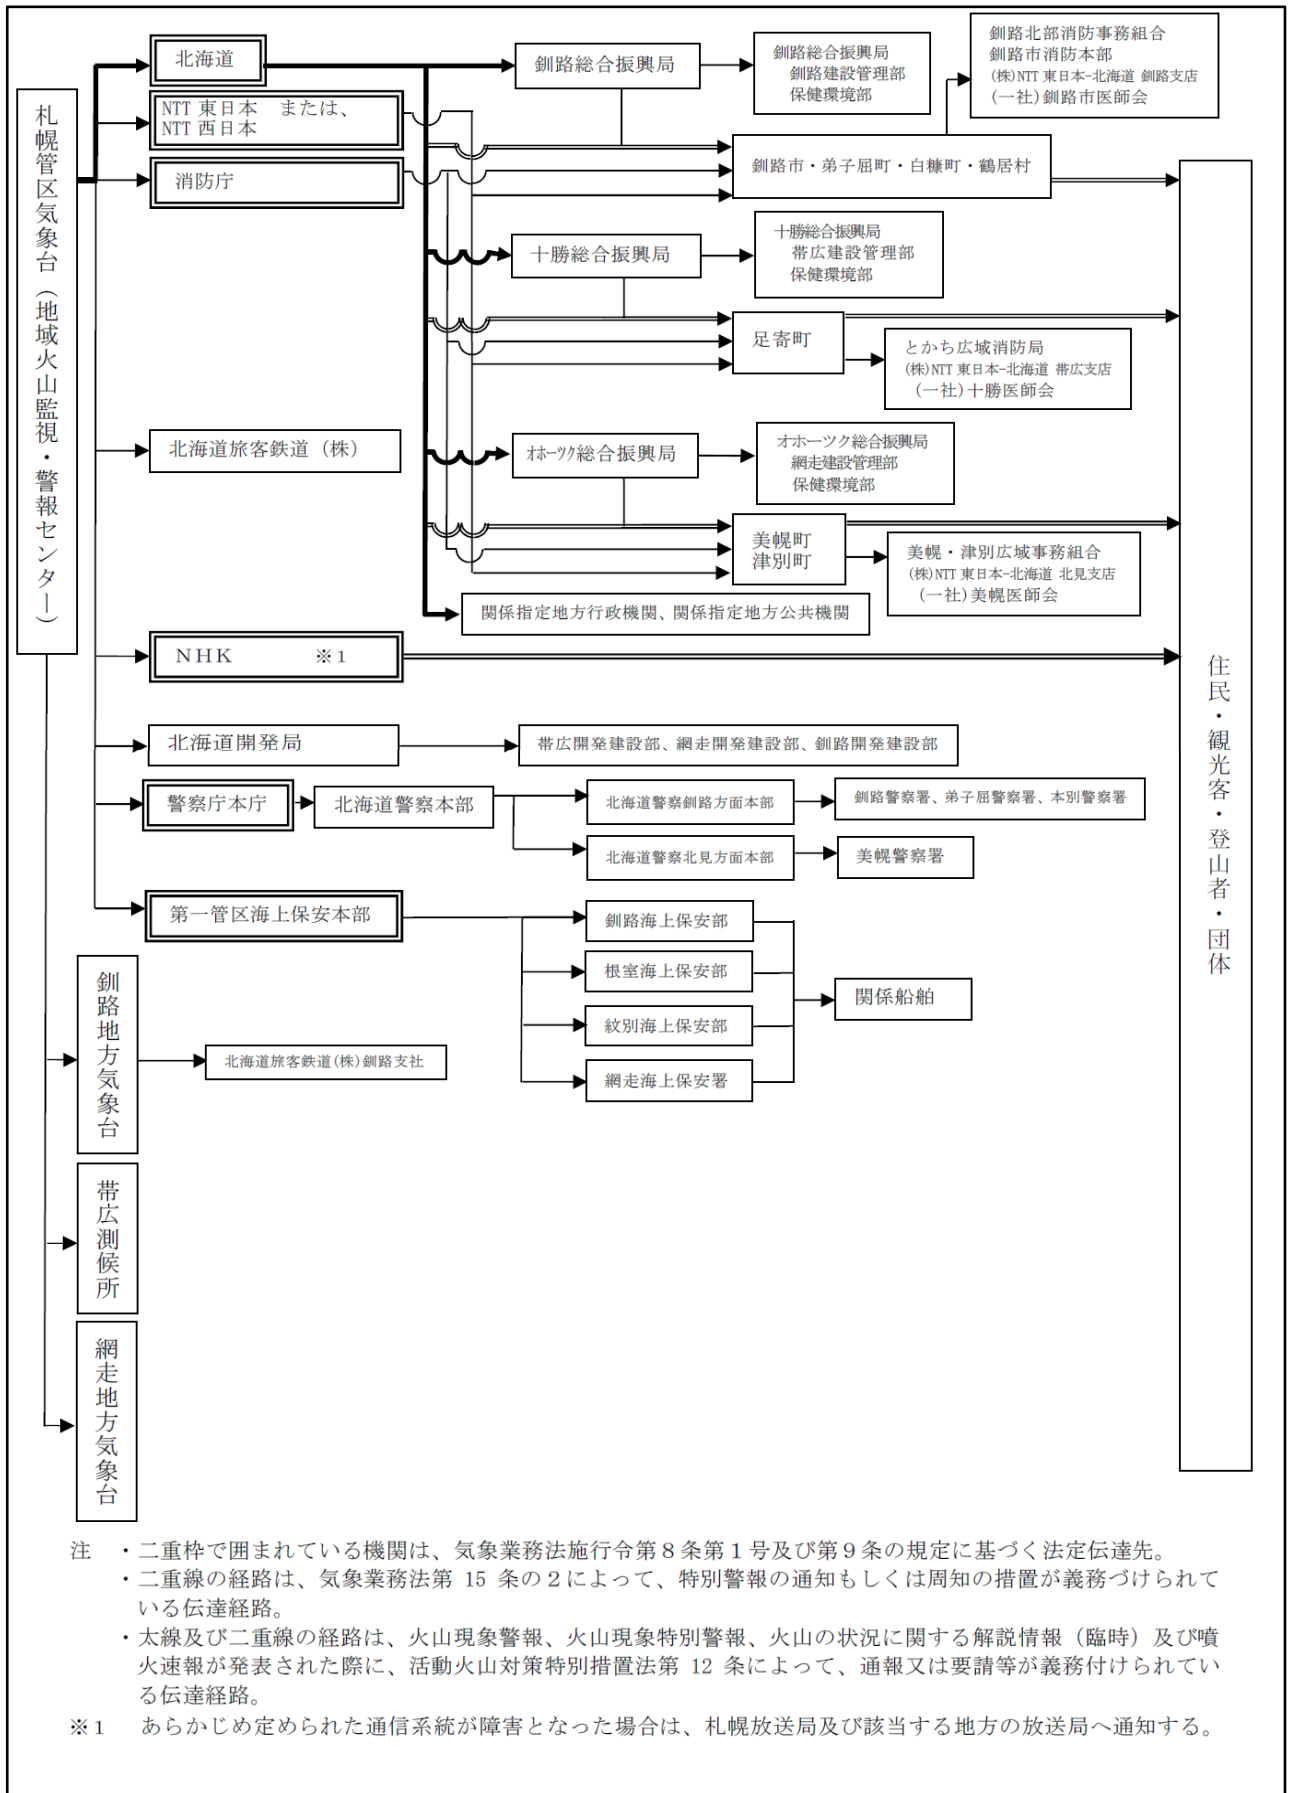 札幌管区気象台（地域火山監視・警報センター）
北海道
NTT 東日本　または、
NTT 西日本
消防庁
釧路総合振興局
釧路総合振興局
釧路建設管理部
保健環境部
釧路北部消防事務組合
釧路市消防本部
(株)NTT 東日本-北海道 釧路支店
(一社)釧路市医師会
釧路市・弟子屈町・白糠町・鶴居村
十勝総合振興局
十勝総合振興局
帯広建設管理部
保健環境部
足寄町
とかち広域消防局
(株)NTT 東日本-北海道 帯広支店
(一社)十勝医師会
北海道旅客鉄道（株）
ｵﾎｰﾂｸ総合振興局
オホーツク総合振興局
網走建設管理部
保健環境部
美幌町
津別町
美幌・津別広域事務組合
(株)NTT 東日本-北海道 北見支店
(一社)美幌医師会
関係指定地方行政機関、関係指定地方公共機関
ＮＨＫ　　　※１
住民・観光客・登山者・団体
北海道開発局
帯広開発建設部、網走開発建設部、釧路開発建設部
警察庁本庁
北海道警察本部
北海道警察釧路方面本部
釧路警察署、弟子屈警察署、本別警察署
北海道警察北見方面本部
美幌警察署
第一管区海上保安本部
釧路海上保安部
根室海上保安部
紋別海上保安部
網走海上保安署
関係船舶
釧路地方気象台
北海道旅客鉄道(株)釧路支社
帯広測候所
網走地方気象台
注　・二重枠で囲まれている機関は、気象業務法施行令第８条第１号及び第９条の規定に基づく法定伝達先。
・二重線の経路は、気象業務法第 15 条の２によって、特別警報の通知もしくは周知の措置が義務づけられて
いる伝達経路。
・太線及び二重線の経路は、火山現象警報、火山現象特別警報、火山の状況に関する解説情報（臨時）及び噴
火速報が発表された際に、活動火山対策特別措置法第 12 条によって、通報又は要請等が義務付けられてい
る伝達経路。
※１　あらかじめ定められた通信系統が障害となった場合は、札幌放送局及び該当する地方の放送局へ通知する。